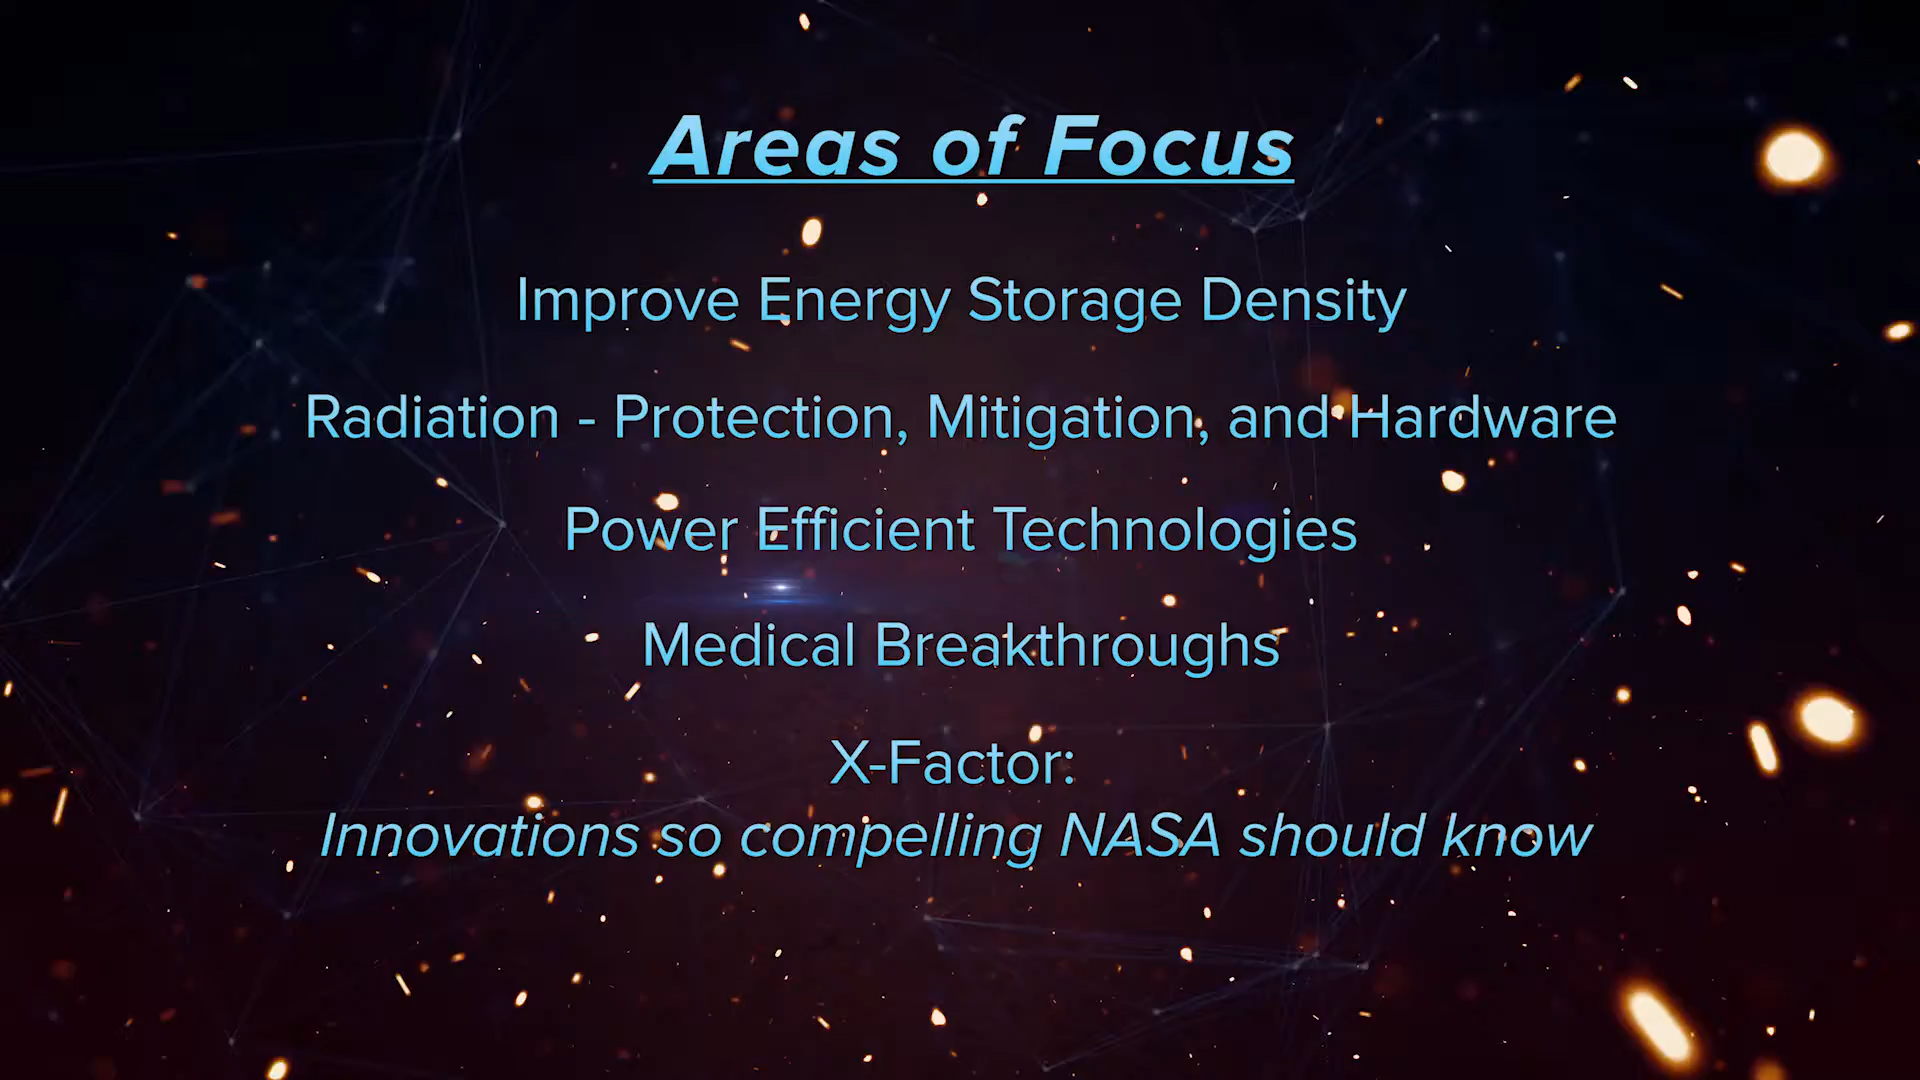 Areas of Focus
Improve Energy Storage Density
Radiation - Protection, Mitigation, and Hardware
Power Efficient Technologies
Medical Breakthroughs
X-Factor:
Innovations so compelling NASA should know